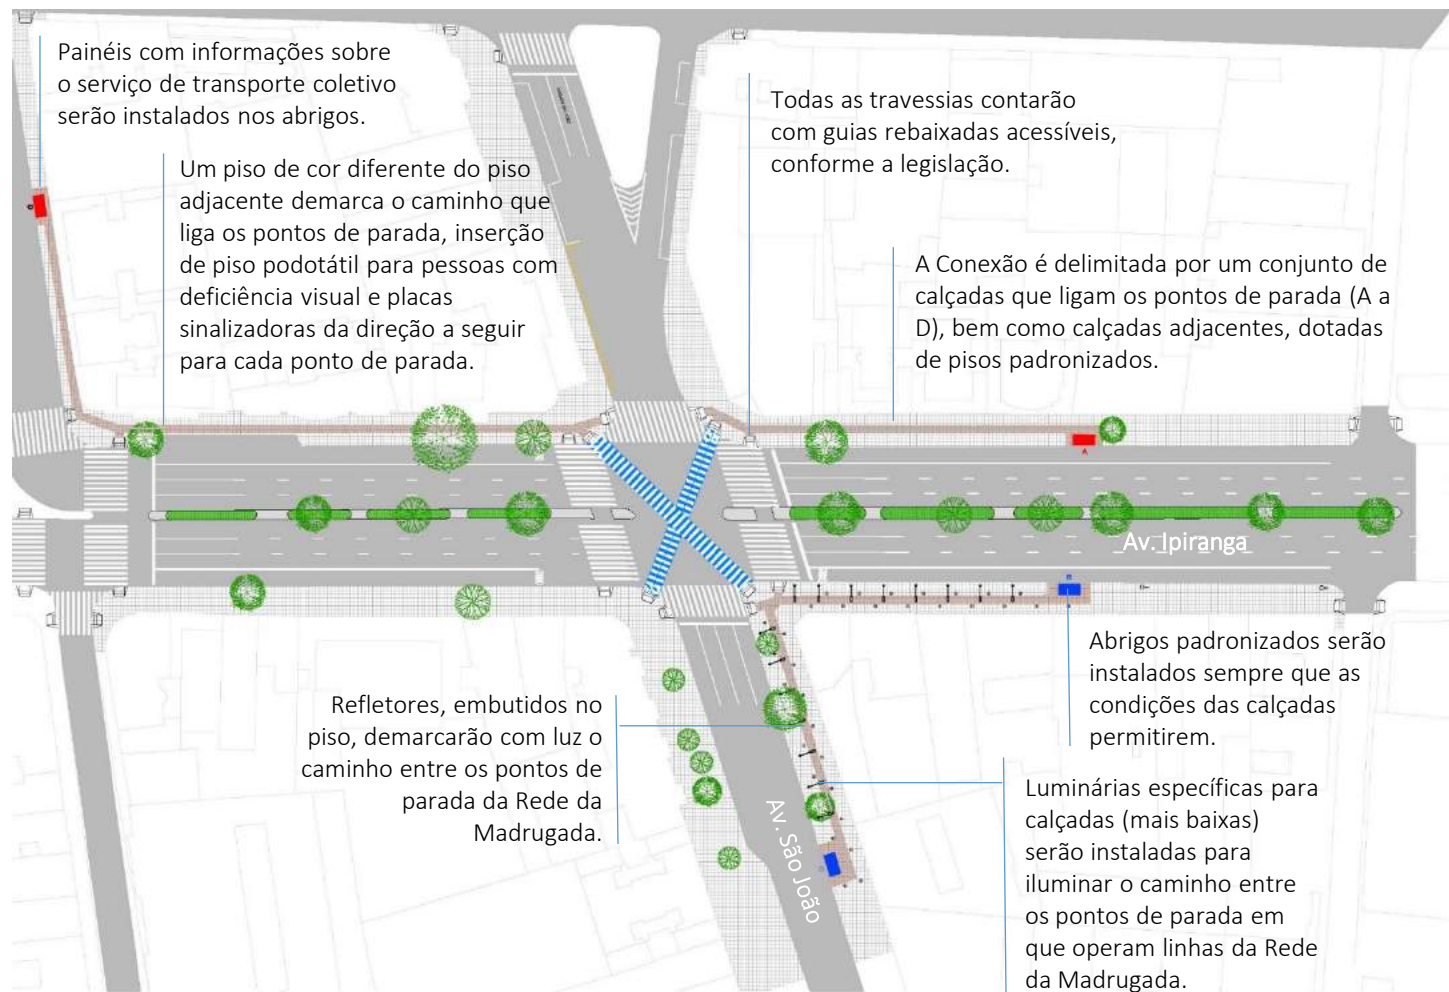 Painéis com informações sobre
o serviço de transporte coletivo
serão instalados nos abrigos.
Um piso de cor diferente do piso
adjacente demarca o caminho que
liga os pontos de parada, inserção
de piso podotátil para pessoas com
deficiência visual e placas
sinalizadoras da direção a seguir
para cada ponto de parada.
Todas as travessias contarão
com guias rebaixadas acessíveis,
conforme a legislação.
A Conexão é delimitada por um conjunto de
calçadas que ligam os pontos de parada (A a
D), bem como calçadas adjacentes, dotadas
de pisos padronizados.
A
Av. Ipiranga
Abrigos padronizados serão
instalados sempre que as
condições das calçadas
permitirem.
Refletores, embutidos no
piso, demarcarão com luz o
caminho entre os pontos de
parada da Rede da
Madrugada.
Av. São João
Luminárias específicas para
calçadas (mais baixas)
serão instaladas para
iluminar o caminho entre
os pontos de parada em
que operam linhas da Rede
da Madrugada.